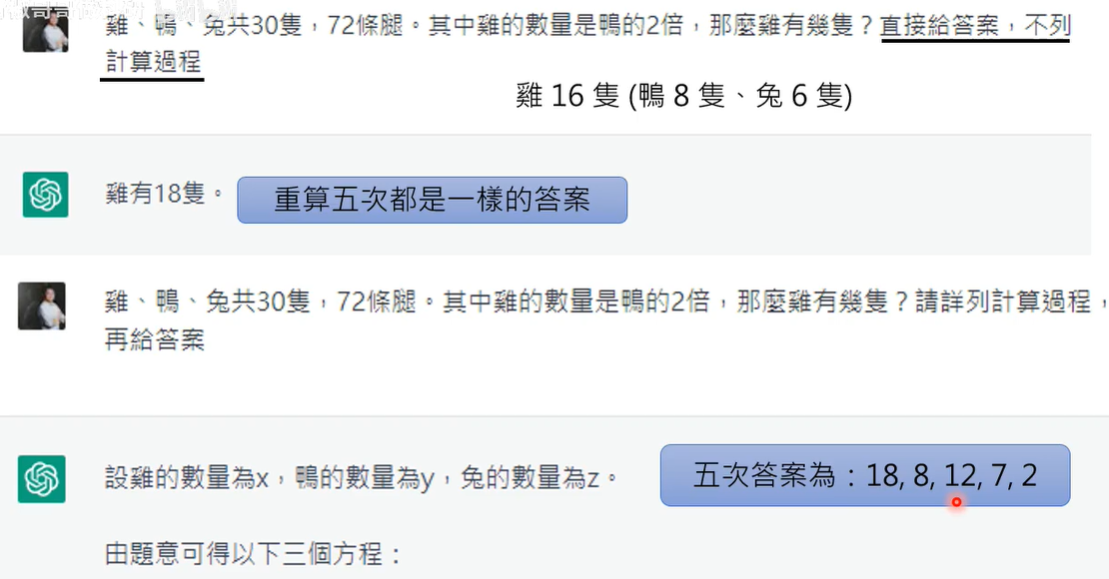 雞、鴨、兔共30隻，72條腿。其中雞的數量是鴨的2倍，那麼雞有幾隻？直接給答案，不列
計算過程
雞 16 隻 (鴨 8 隻、兔 6 隻)
雞有18隻。
重算五次都是一樣的答案
雞、鴨、兔共30隻，72條腿。其中雞的數量是鴨的2倍，那麼雞有幾隻？請詳列計算過程，
再給答案
設雞的數量為x，鴨的數量為y，兔的數量為z。
五次答案為：18, 8, 12, 7, 2
由題意可得以下三個方程：